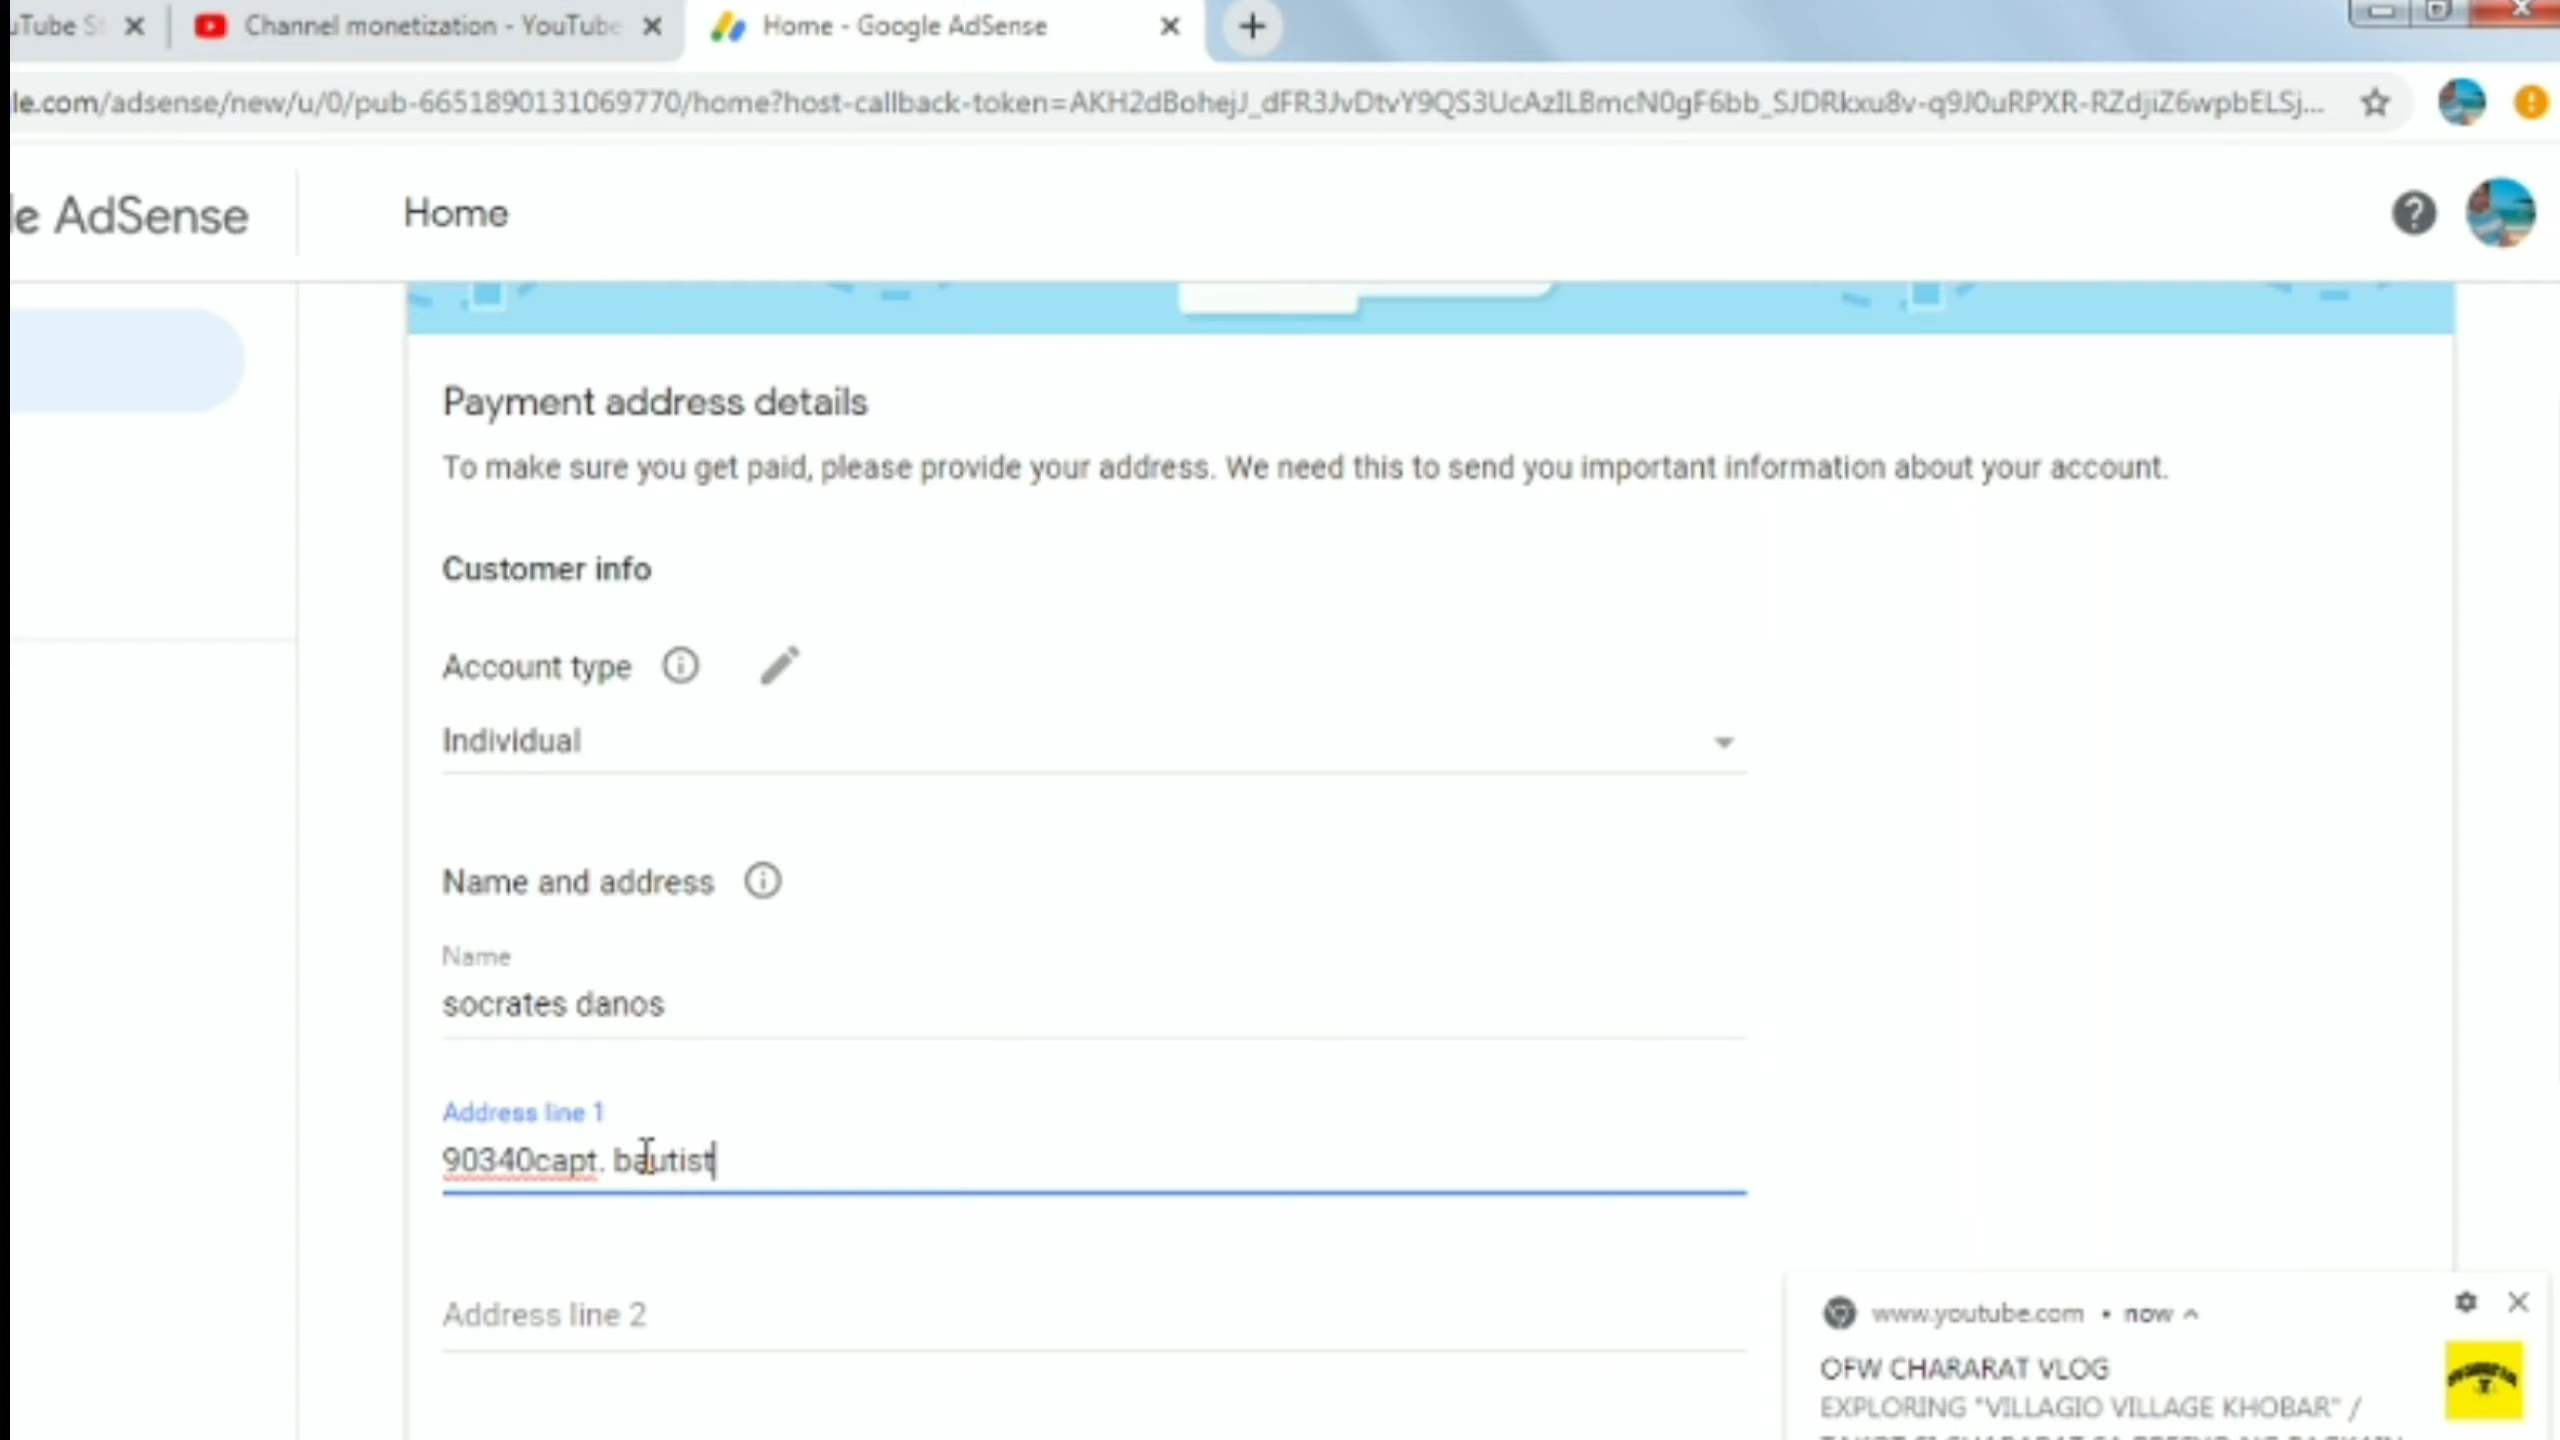 uTube St
Channel monetization - YouTube
Home - Google AdSense
le.com/adsense/new/u/0/pub-6651890131069770/home?host-callback-token=AKH2dBohejJ_dFR3JvDtvY9QS3UcAzILBmcN0gF6bb_SJDRkxu8v-q9J0uRPXR-RZdjiZ6wpbELSj...
le AdSense
Home
Payment address details
To make sure you get paid, please provide your address. We need this to send you important information about your account.
Customer info
Account type
Individual
Name and address
Name
socrates danos
Address line 1
90340capt. bautist
Address line 2
www.youtube.com • now
OFW CHARARAT VLOG
EXPLORING "VILLAGIO VILLAGE KHOBAR" /